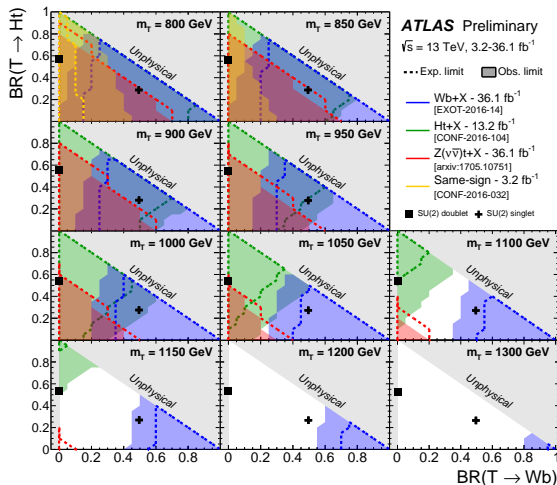 BR(T → Ht)
m_T = 800 GeV
Unphysical
m_T = 850 GeV
Unphysical
ATLAS Preliminary
√s = 13 TeV, 3.2-36.1 fb⁻¹
Exp. limit
Obs. limit
Wb+X - 36.1 fb⁻¹
[EXOT-2016-14]
Ht+X - 13.2 fb⁻¹
[CONF-2016-104]
Z(νν̄)t+X - 36.1 fb⁻¹
[arxiv:1705.10751]
Same-sign - 3.2 fb⁻¹
[CONF-2016-032]
SU(2) doublet
SU(2) singlet
1
0.8
0.6
0.4
0.2
m_T = 900 GeV
Unphysical
m_T = 950 GeV
Unphysical
0.8
0.6
0.4
0.2
m_T = 1000 GeV
Unphysical
m_T = 1050 GeV
Unphysical
m_T = 1100 GeV
Unphysical
0.8
0.6
0.4
0.2
m_T = 1150 GeV
Unphysical
m_T = 1200 GeV
Unphysical
m_T = 1300 GeV
Unphysical
0.8
0.6
0.4
0.2
0
0 0.2 0.4 0.6 0.8
0 0.2 0.4 0.6 0.8
0 0.2 0.4 0.6 0.8 1
BR(T → Wb)